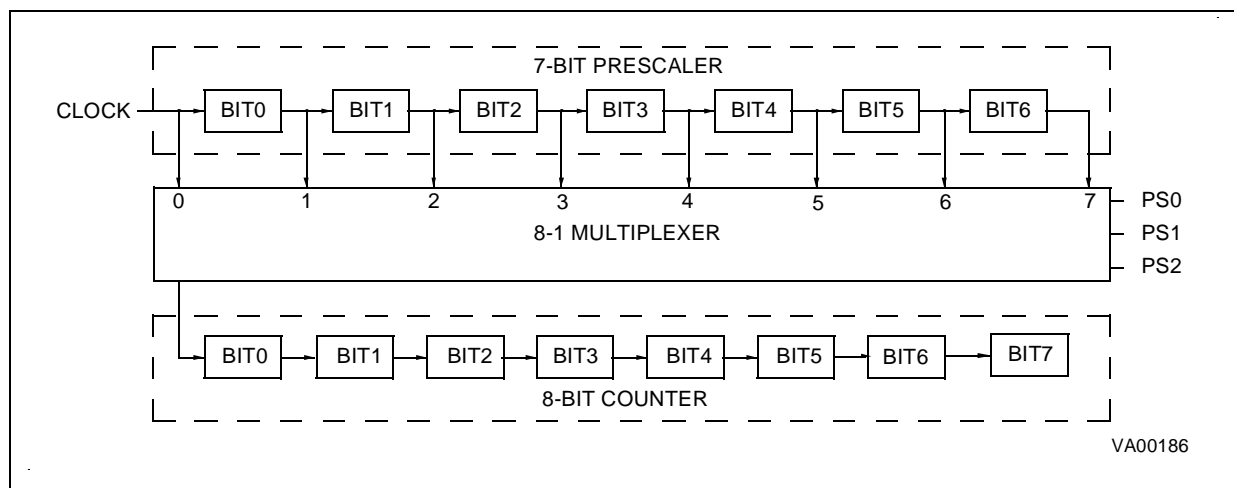 7-BIT PRESCALER
CLOCK BIT0 BIT1 BIT2 BIT3 BIT4 BIT5 BIT6
0 1 2 3 4 5 6 7 PS0
8-1 MULTIPLEXER PS1
PS2
BIT0 BIT1 BIT2 BIT3 BIT4 BIT5 BIT6 BIT7
8-BIT COUNTER
VA00186